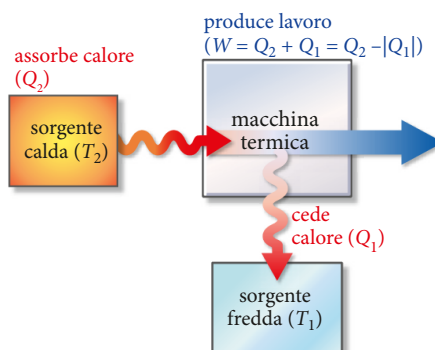 produce lavoro
(W = Q₂ + Q₁ = Q₂ –|Q₁|)
assorbe calore
(Q₂)
sorgente
calda (T₂)
macchina
termica
cede
calore (Q₁)
sorgente
fredda (T₁)